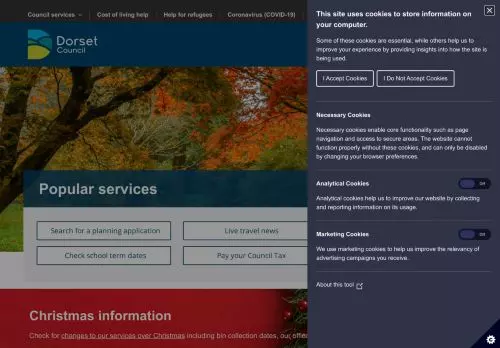 Council services
Cost of living help
Help for refugees
Coronavirus (COVID-19)
Dorset
Council
Popular services
Search for a planning application
Live travel news
Check school term dates
Pay your Council Tax
Christmas information
Check for changes to our services over Christmas including bin collection dates, our offic
This site uses cookies to store information on
your computer.
Some of these cookies are essential, while others help us to
improve your experience by providing insights into how the site is
being used.
I Accept Cookies
I Do Not Accept Cookies
Necessary Cookies
Necessary cookies enable core functionality such as page
navigation and access to secure areas. The website cannot
function properly without these cookies, and can only be disabled
by changing your browser preferences.
Analytical Cookies
Off
Analytical cookies help us to improve our website by collecting
and reporting information on its usage.
Marketing Cookies
Off
We use marketing cookies to help us improve the relevancy of
advertising campaigns you receive.
About this tool